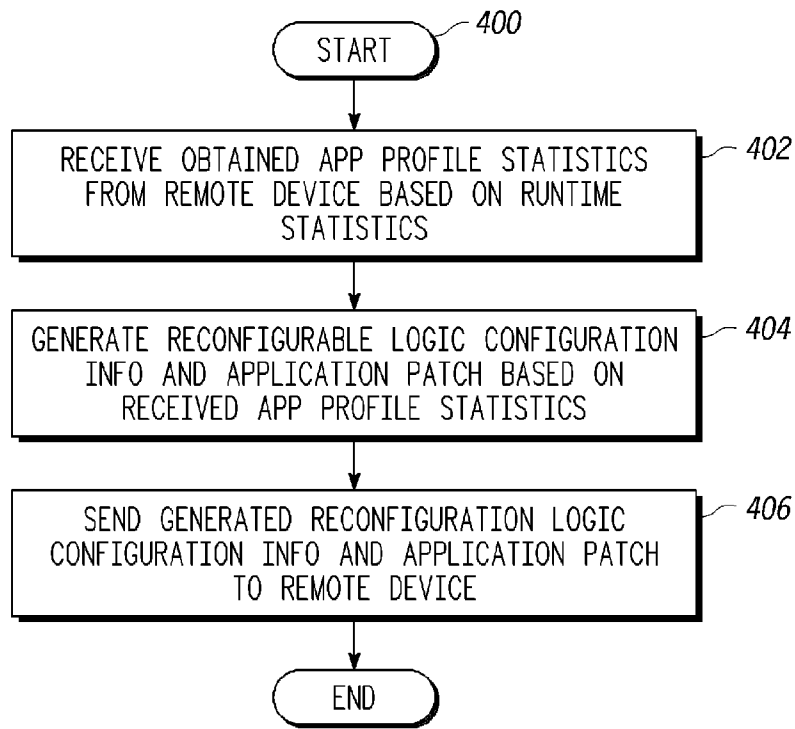 START
400
RECEIVE OBTAINED APP PROFILE STATISTICS
FROM REMOTE DEVICE BASED ON RUNTIME
STATISTICS
402
GENERATE RECONFIGURABLE LOGIC CONFIGURATION
INFO AND APPLICATION PATCH BASED ON
RECEIVED APP PROFILE STATISTICS
404
SEND GENERATED RECONFIGURATION LOGIC
CONFIGURATION INFO AND APPLICATION PATCH
TO REMOTE DEVICE
406
END